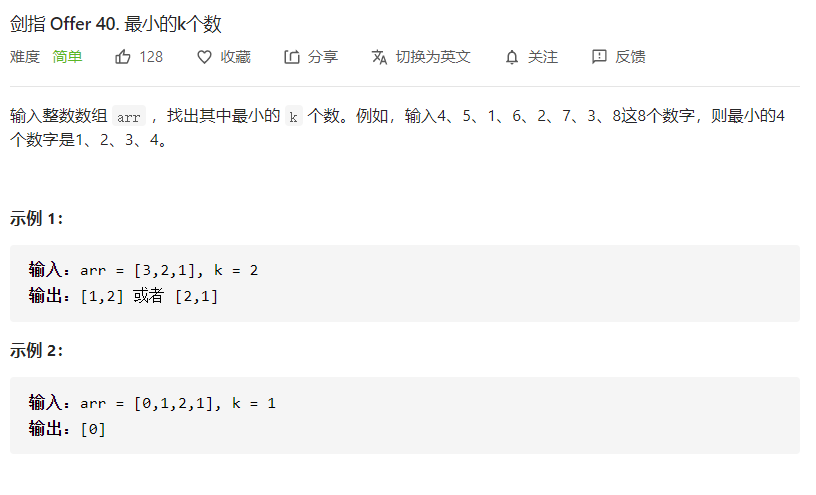 剑指 Offer 40. 最小的k个数
难度 简单 128 收藏 分享 切换为英文 关注 反馈
输入整数数组 arr ，找出其中最小的 k 个数。例如，输入4、5、1、6、2、7、3、8这8个数字，则最小的4
个数字是1、2、3、4。
示例 1：
输入：arr = [3,2,1], k = 2
输出：[1,2] 或者 [2,1]
示例 2：
输入：arr = [0,1,2,1], k = 1
输出：[0]